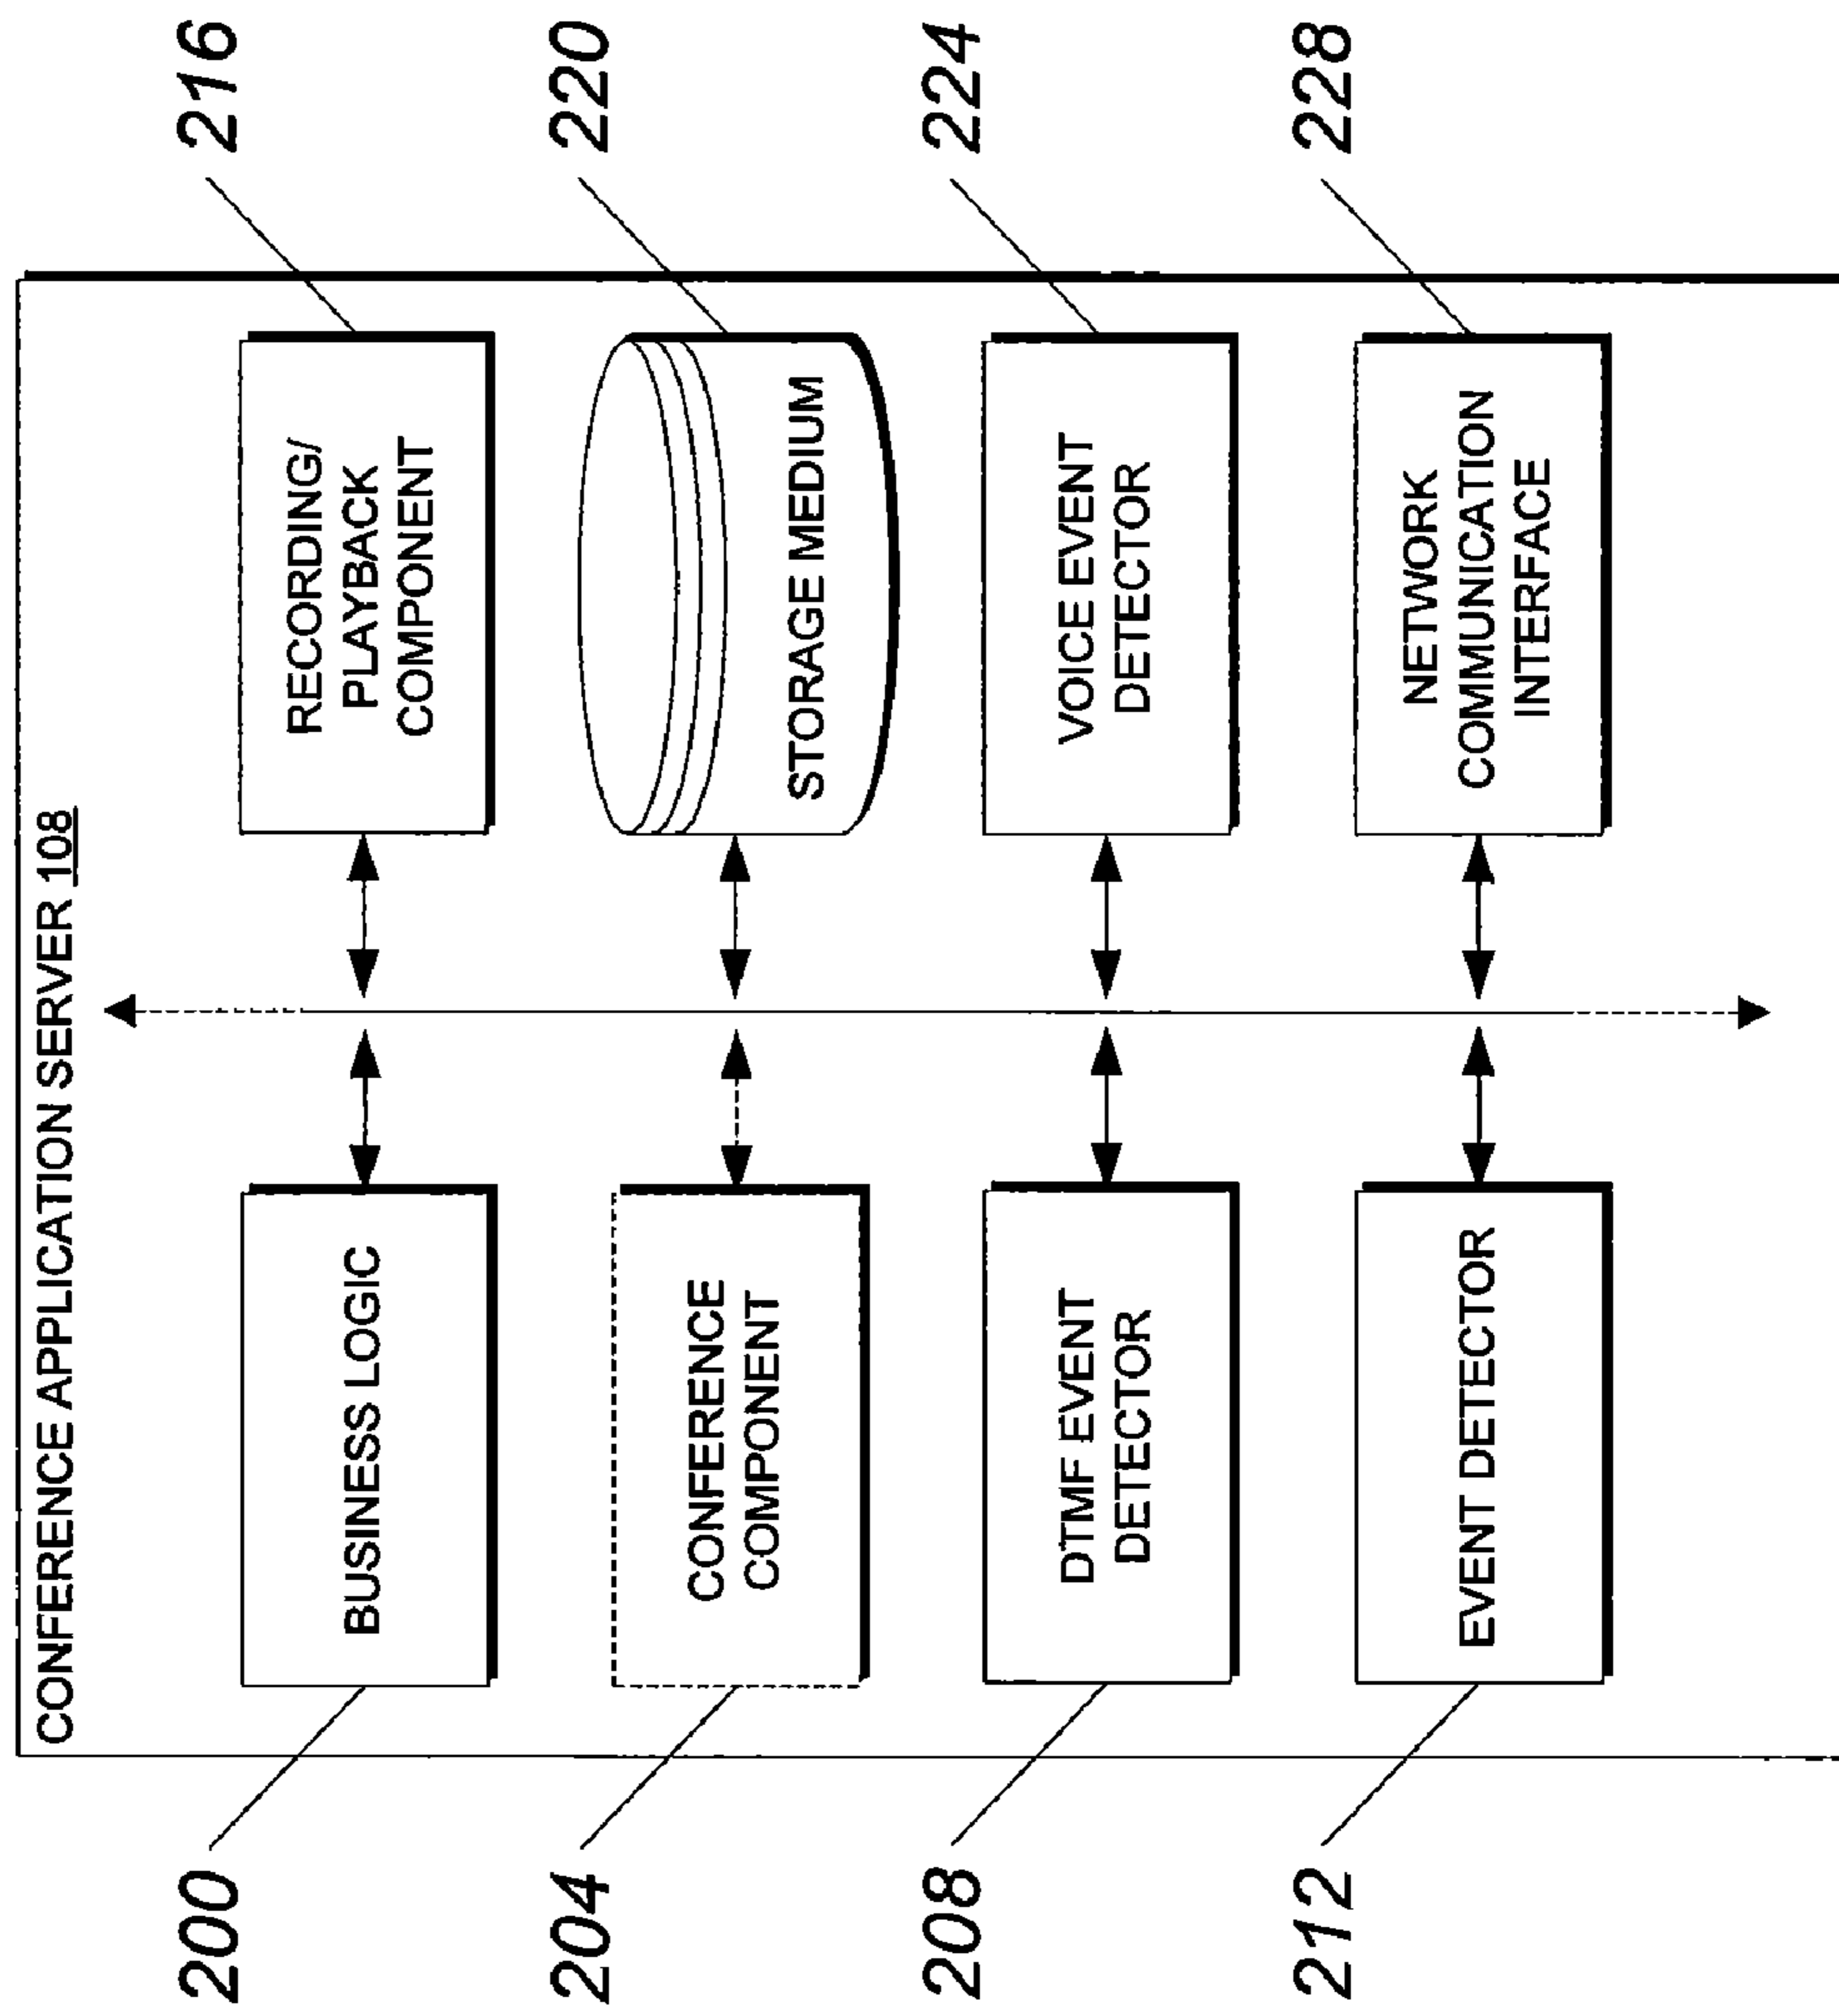 CONFERENCE APPLICATION SERVER 108
200
BUSINESS LOGIC
RECORDING/
PLAYBACK
COMPONENT
216
204
CONFERENCE
COMPONENT
STORAGE MEDIUM
220
208
DTMF EVENT
DETECTOR
VOICE EVENT
DETECTOR
224
212
EVENT DETECTOR
NETWORK
COMMUNICATION
INTERFACE
228